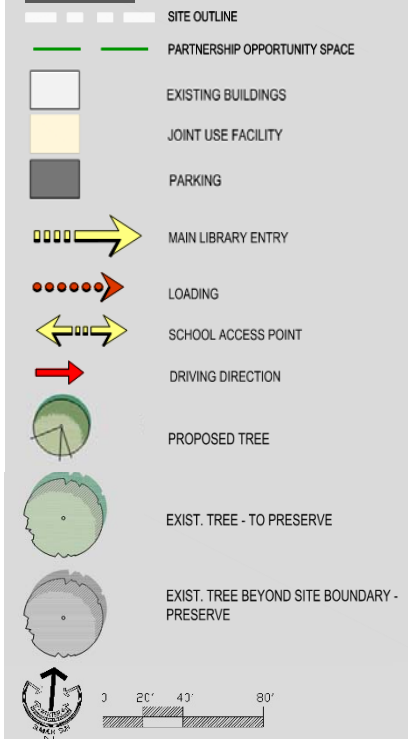 SITE OUTLINE
PARTNERSHIP OPPORTUNITY SPACE
EXISTING BUILDINGS
JOINT USE FACILITY
PARKING
MAIN LIBRARY ENTRY
LOADING
SCHOOL ACCESS POINT
DRIVING DIRECTION
PROPOSED TREE
EXIST. TREE - TO PRESERVE
EXIST. TREE BEYOND SITE BOUNDARY -
PRESERVE
20' 40' 80'